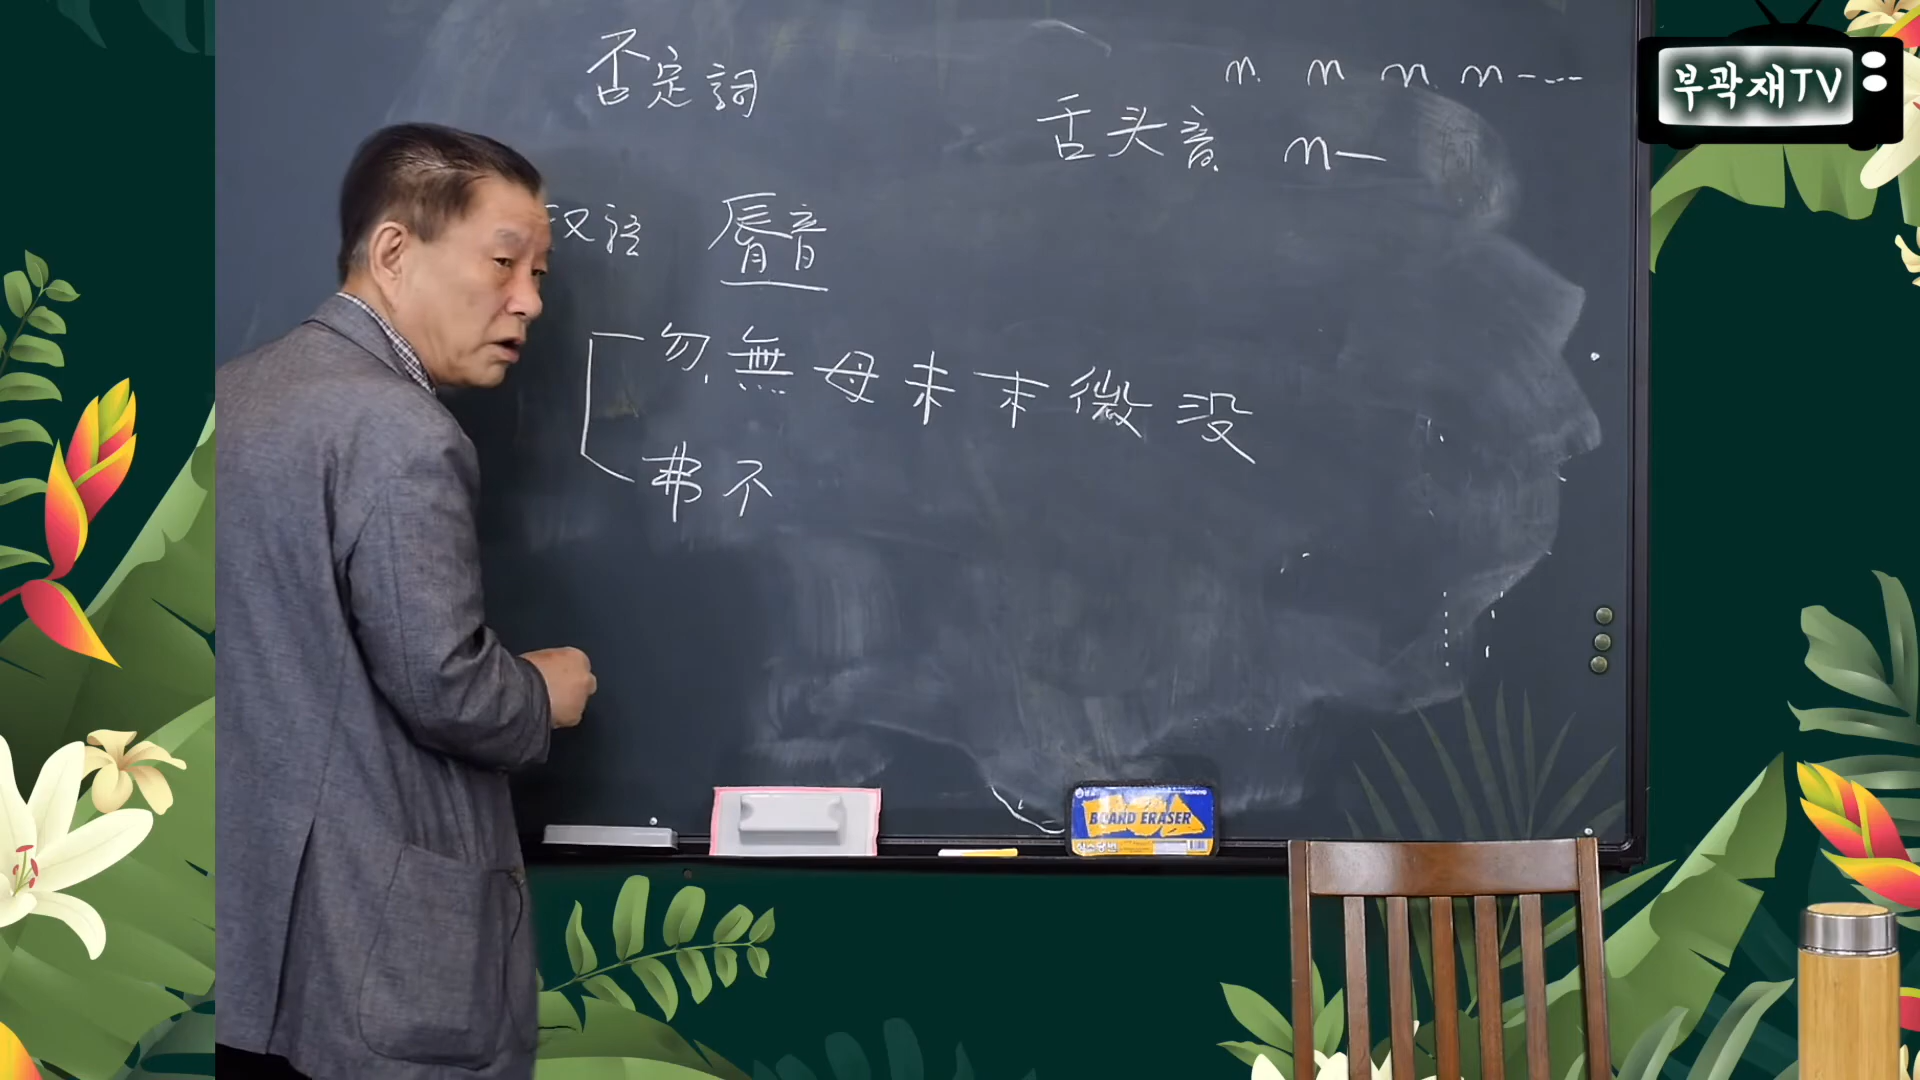 否定詞
n. n n. n -...
舌头音 n—
부곽재TV
汉语 唇音
勿 無 毋 未 末 微 没
弗 不
BOARD ERASER